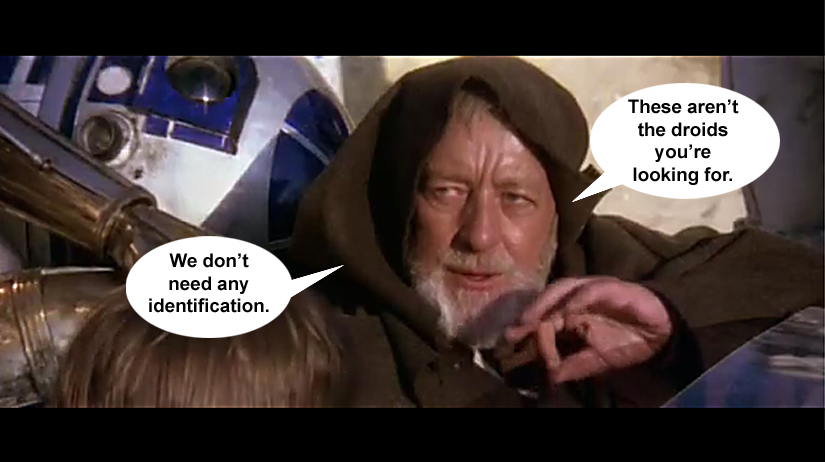 These aren't
the droids
you're
looking for.
We don't
need any
identification.